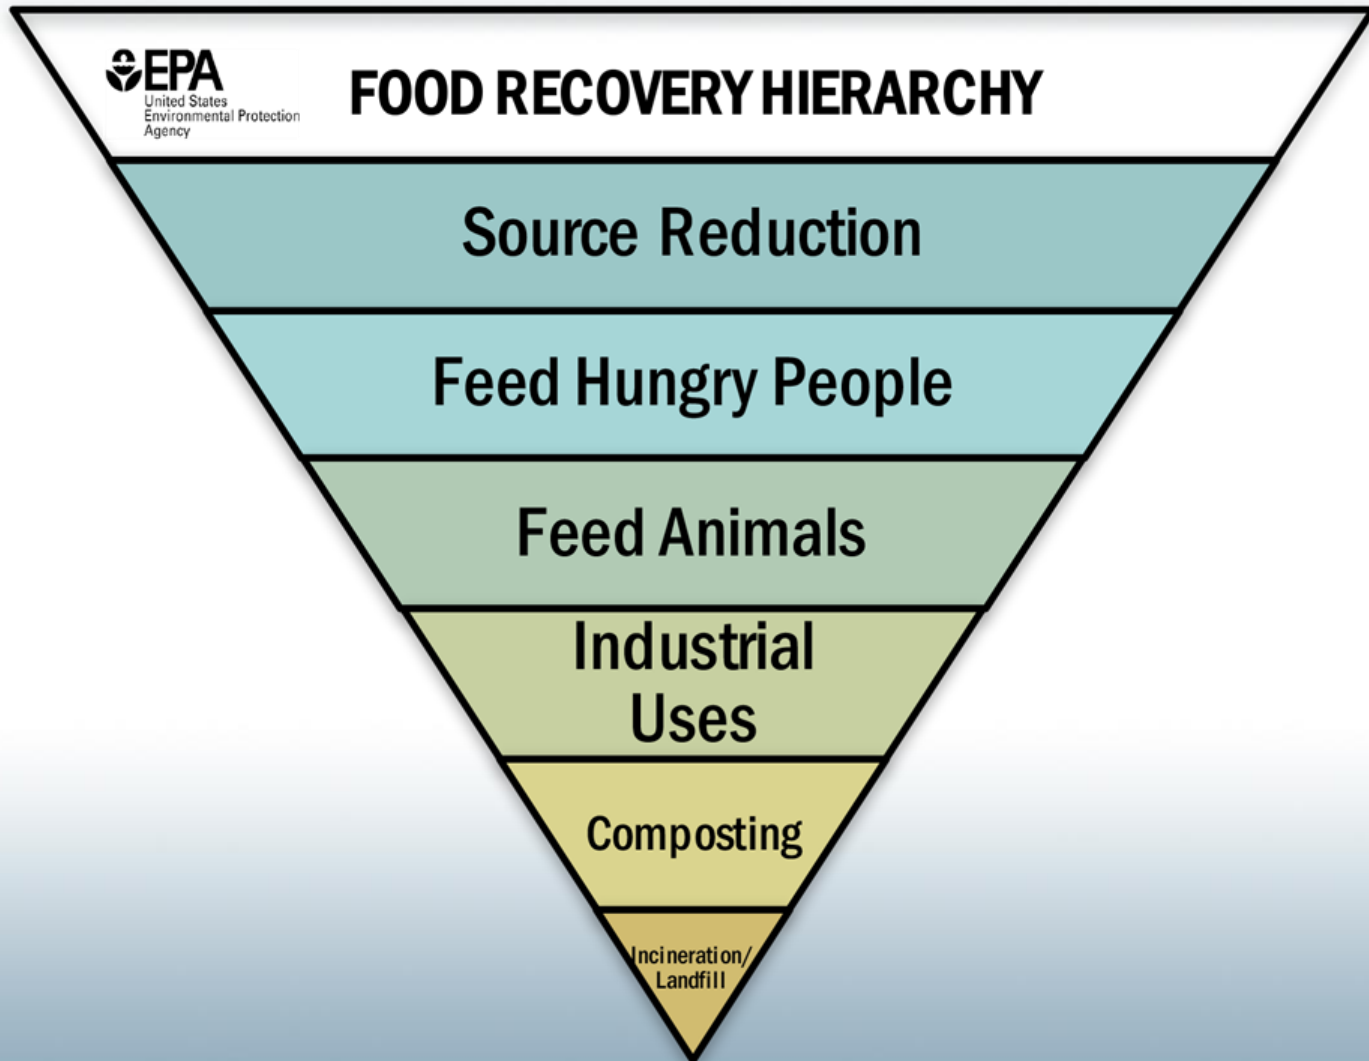 EPA
United States
Environmental Protection
Agency
FOOD RECOVERY HIERARCHY
Source Reduction
Feed Hungry People
Feed Animals
Industrial
Uses
Composting
Incineration/
Landfill